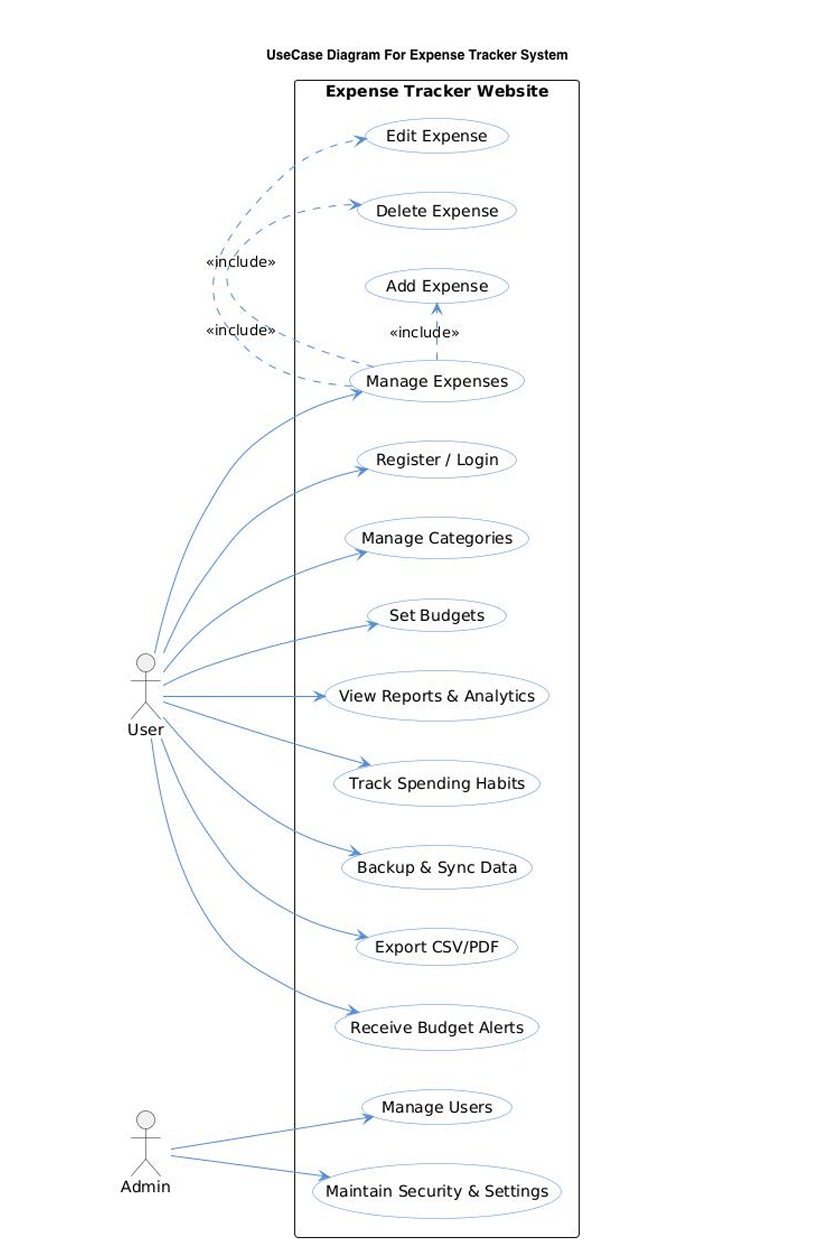 UseCase Diagram For Expense Tracker System
Expense Tracker Website
Edit Expense
Delete Expense
«include»
Add Expense
«include»
«include»
Manage Expenses
Register / Login
Manage Categories
Set Budgets
View Reports & Analytics
User
Track Spending Habits
Backup & Sync Data
Export CSV/PDF
Receive Budget Alerts
Manage Users
Admin
Maintain Security & Settings